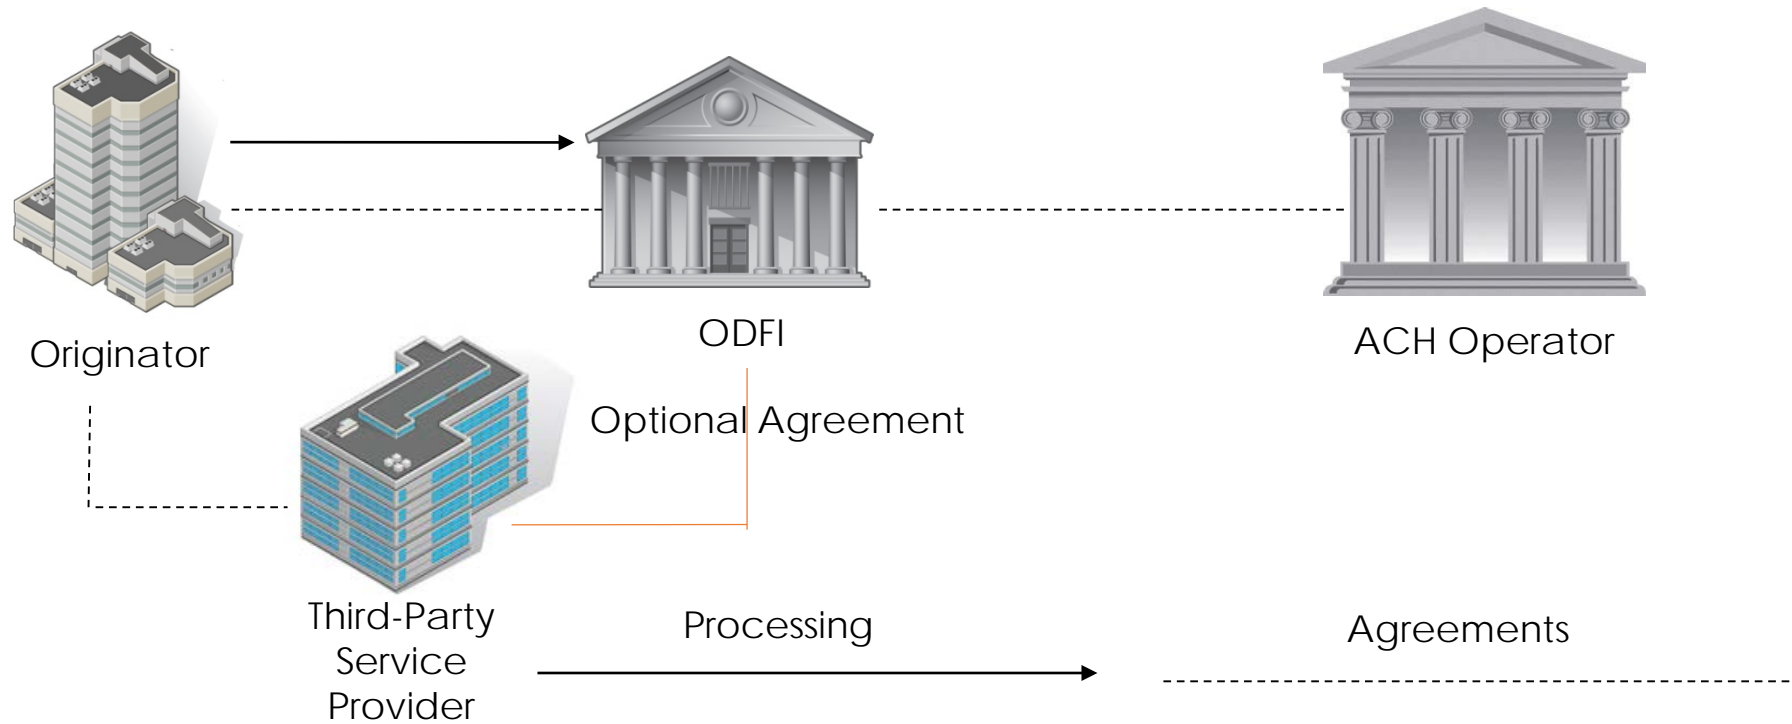 Originator
ODFI
ACH Operator
Optional Agreement
Third-Party
Service
Provider
Processing
Agreements